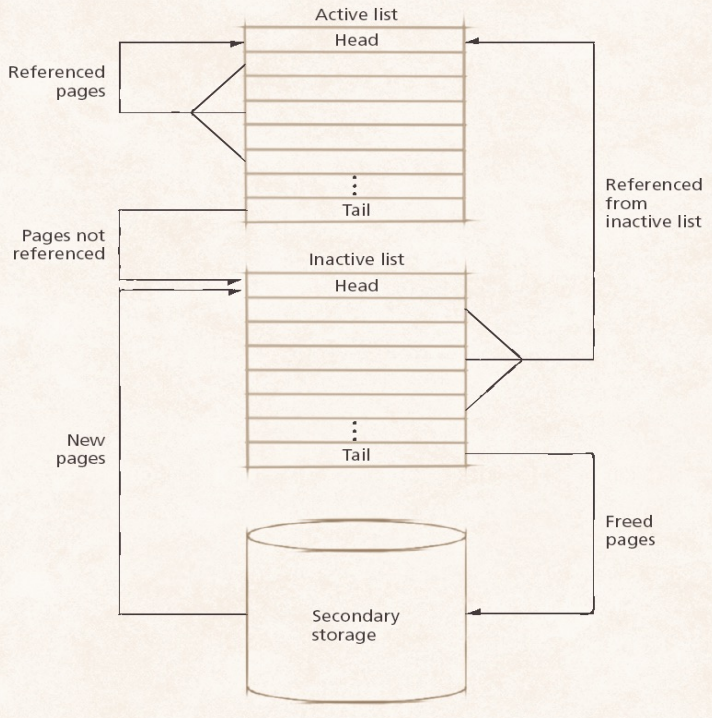 Active list
Head
Referenced
pages
Referenced
from
inactive list
Tail
Pages not
referenced
Inactive list
Head
New
pages
Tail
Freed
pages
Secondary
storage